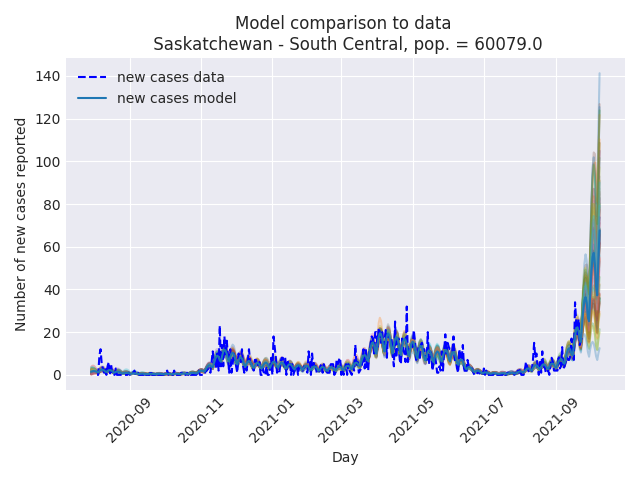 Model comparison to data
Saskatchewan - South Central, pop. = 60079.0
new cases data
new cases model
Number of new cases reported
140
120
100
80
60
40
20
0
2020-09
2020-11
2021-01
2021-03
2021-05
2021-07
2021-09
Day